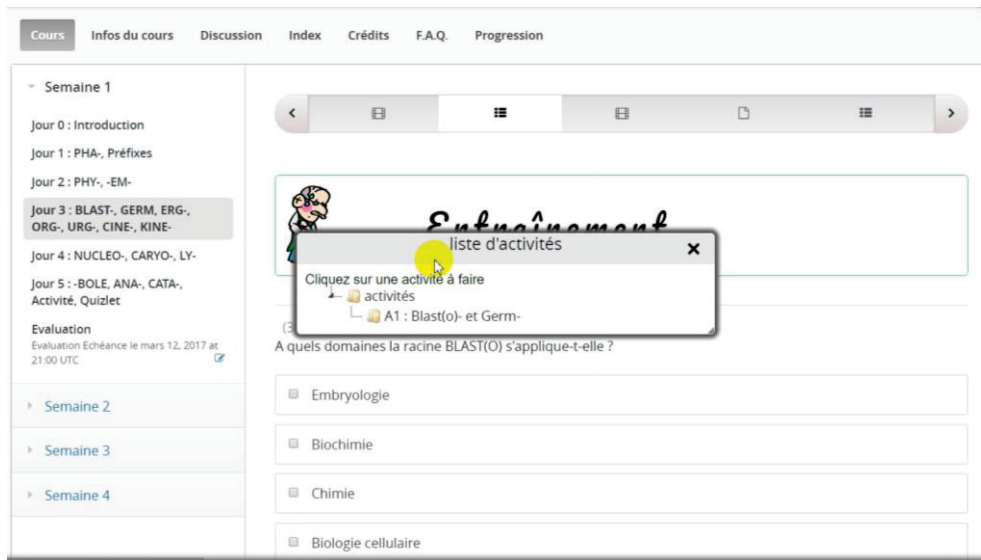 Cours Infos du cours Discussion Index Crédits F.A.Q. Progression
Semaine 1
Jour 0 : Introduction
Jour 1 : PHA-, Préfixes
Jour 2 : PHY-, -EM-
Jour 3 : BLAST-, GERM, ERG-,
ORG-, URG-, CINE-, KINE-
Jour 4 : NUCLEO-, CARYO-, LY-
Jour 5 : -BOLE, ANA-, CATA-,
Activité, Quizlet
Evaluation
Evaluation Echéance le mars 12, 2017 at
21:00 UTC
Semaine 2
Semaine 3
Semaine 4
Entraînement
liste d'activités
Cliquez sur une activité à faire
activités
A1 : Blast(o)- et Germ-
(3
A quels domaines la racine BLAST(O) s'applique-t-elle ?
Embryologie
Biochimie
Chimie
Biologie cellulaire